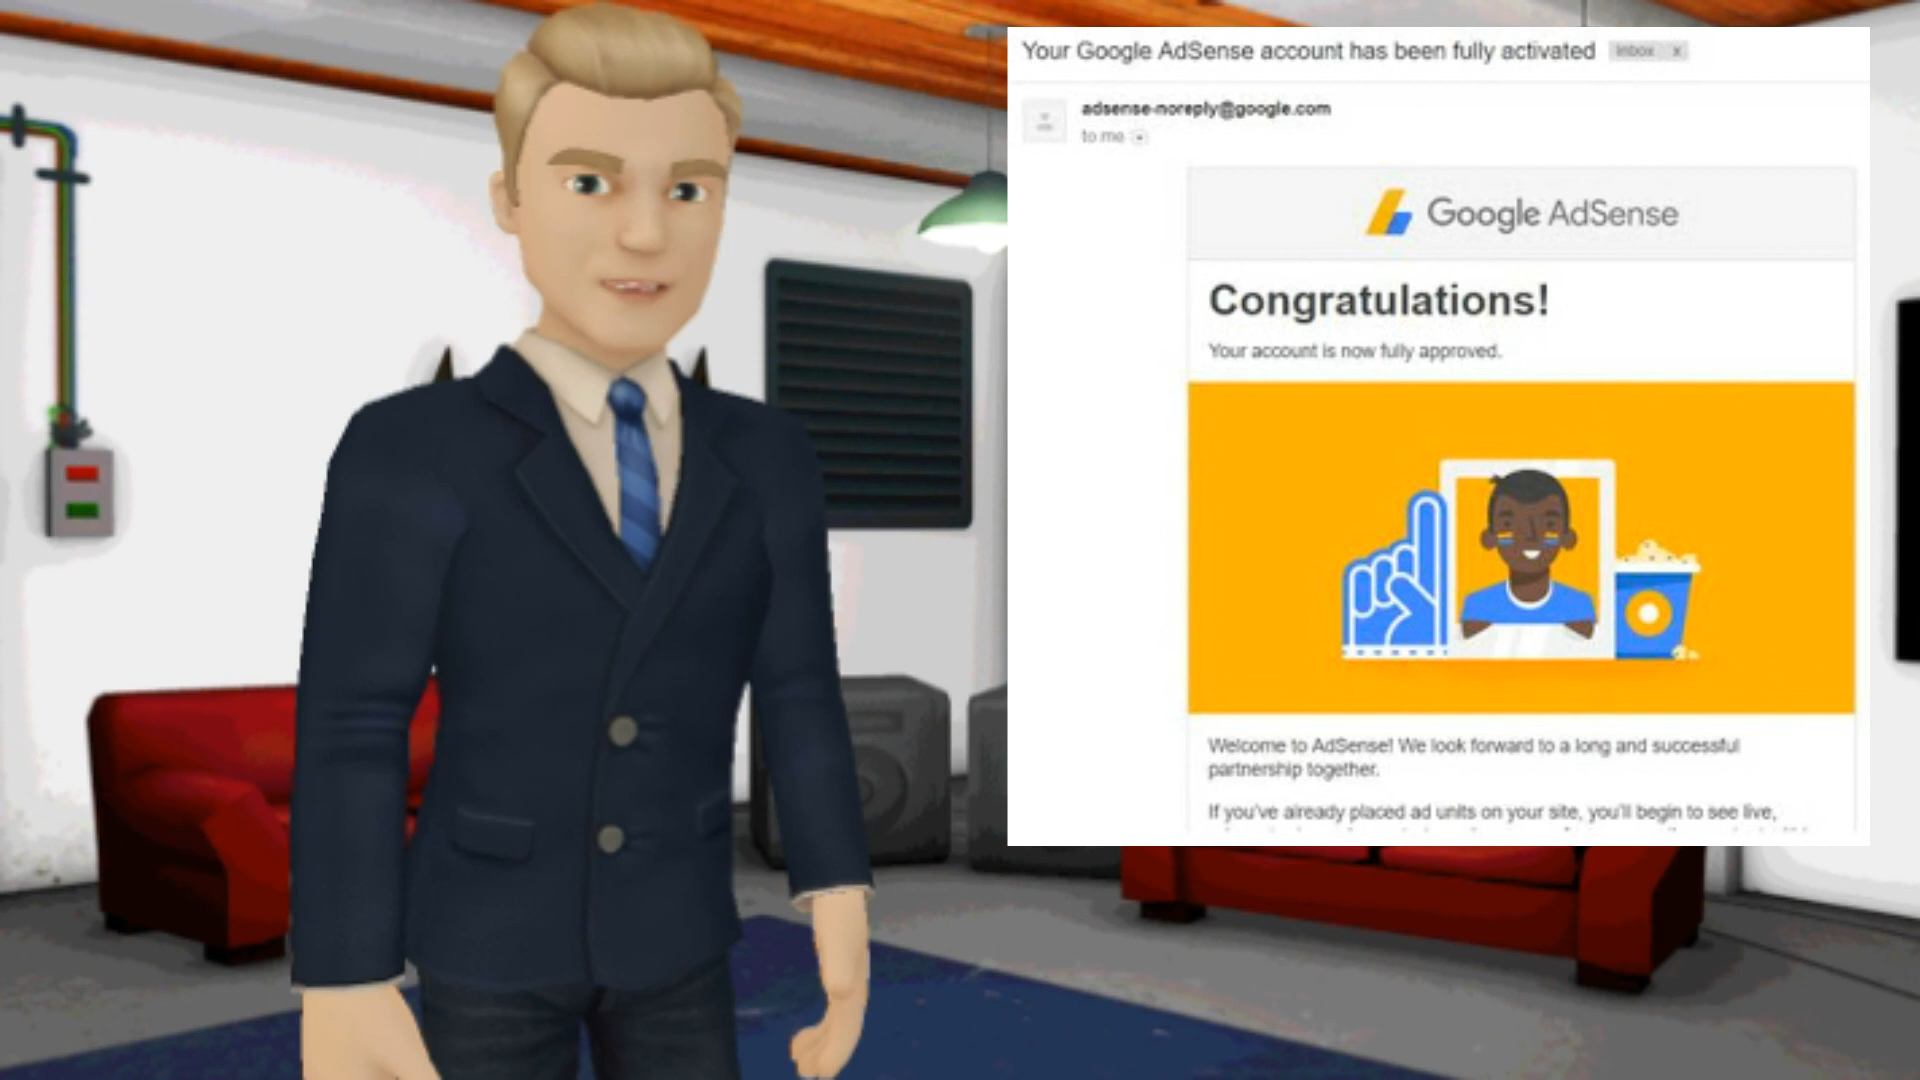 Your Google AdSense account has been fully activated Inbox x
adsense-noreply@google.com
to me
Google AdSense
Congratulations!
Your account is now fully approved.
Welcome to AdSense! We look forward to a long and successful
partnership together.
If you've already placed ad units on your site, you'll begin to see live,